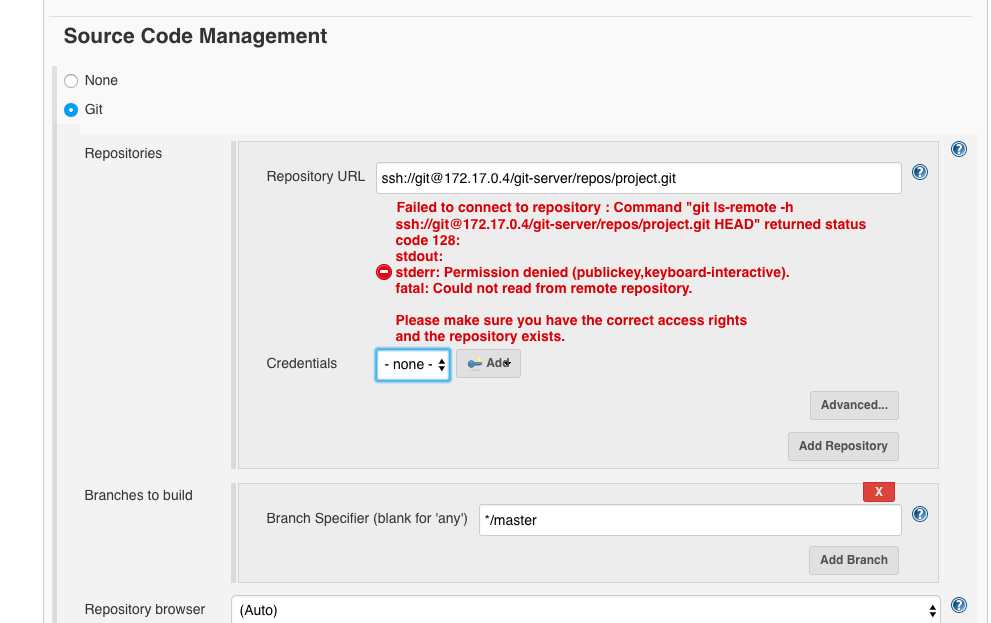 Source Code Management
None
Git
Repositories
Repository URL ssh://git@172.17.0.4/git-server/repos/project.git
Failed to connect to repository : Command "git ls-remote -h
ssh://git@172.17.0.4/git-server/repos/project.git HEAD" returned status
code 128:
stdout:
stderr: Permission denied (publickey,keyboard-interactive).
fatal: Could not read from remote repository.
Please make sure you have the correct access rights
and the repository exists.
Credentials - none - Add
Advanced...
Add Repository
Branches to build
X
Branch Specifier (blank for 'any') */master
Add Branch
Repository browser (Auto)